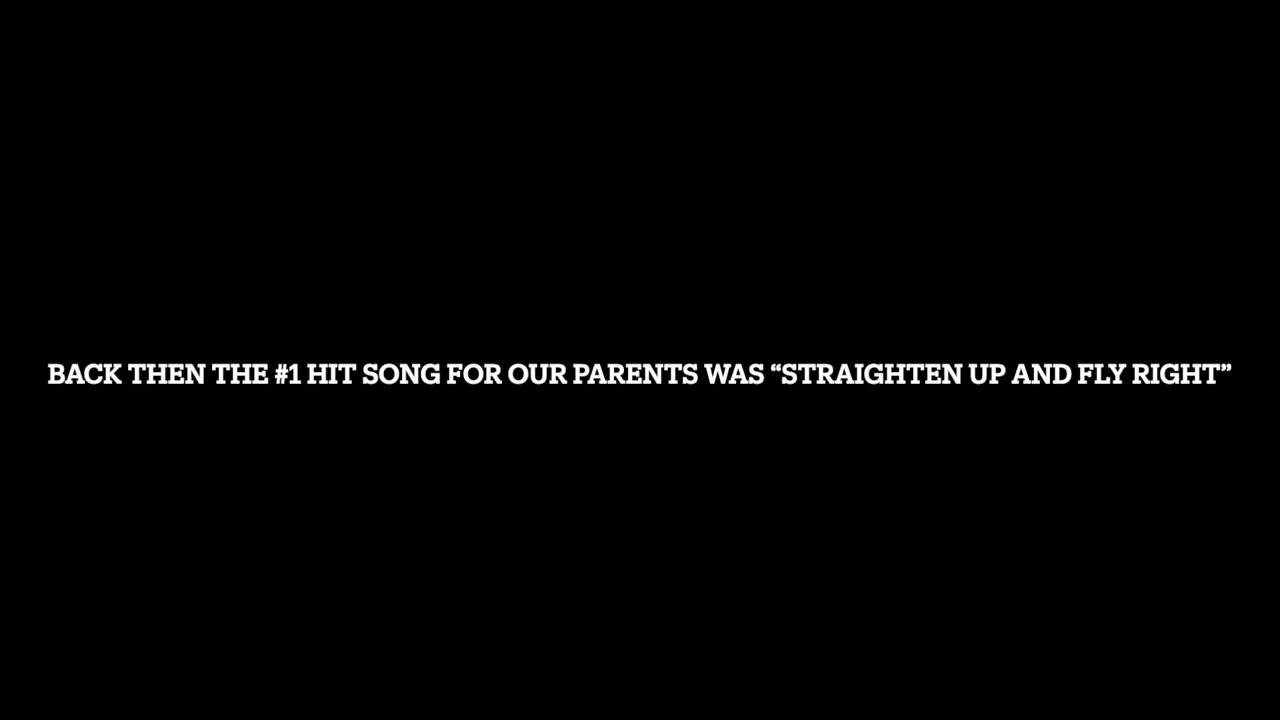 BACK THEN THE #1 HIT SONG FOR OUR PARENTS WAS “STRAIGHTEN UP AND FLY RIGHT”